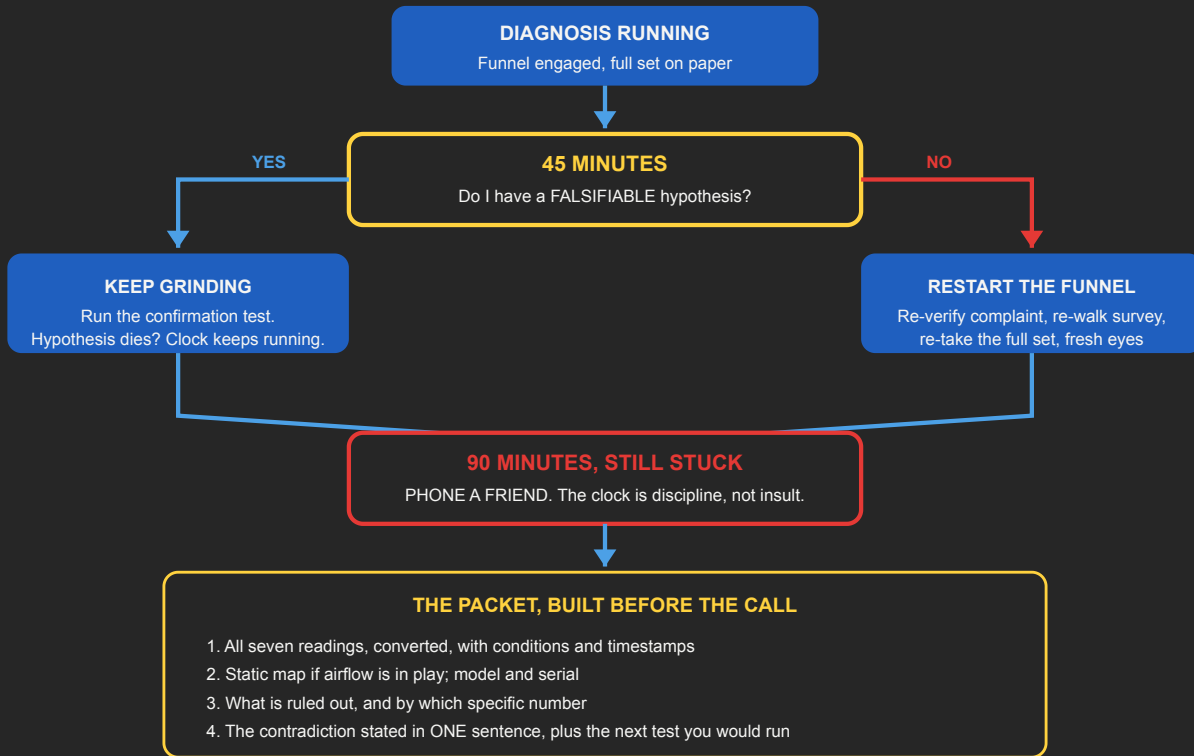 DIAGNOSIS RUNNING
Funnel engaged, full set on paper
45 MINUTES
Do I have a FALSIFIABLE hypothesis?
YES
NO
KEEP GRINDING
Run the confirmation test.
Hypothesis dies? Clock keeps running.
RESTART THE FUNNEL
Re-verify complaint, re-walk survey,
re-take the full set, fresh eyes
90 MINUTES, STILL STUCK
PHONE A FRIEND. The clock is discipline, not insult.
THE PACKET, BUILT BEFORE THE CALL
1. All seven readings, converted, with conditions and timestamps
2. Static map if airflow is in play; model and serial
3. What is ruled out, and by which specific number
4. The contradiction stated in ONE sentence, plus the next test you would run